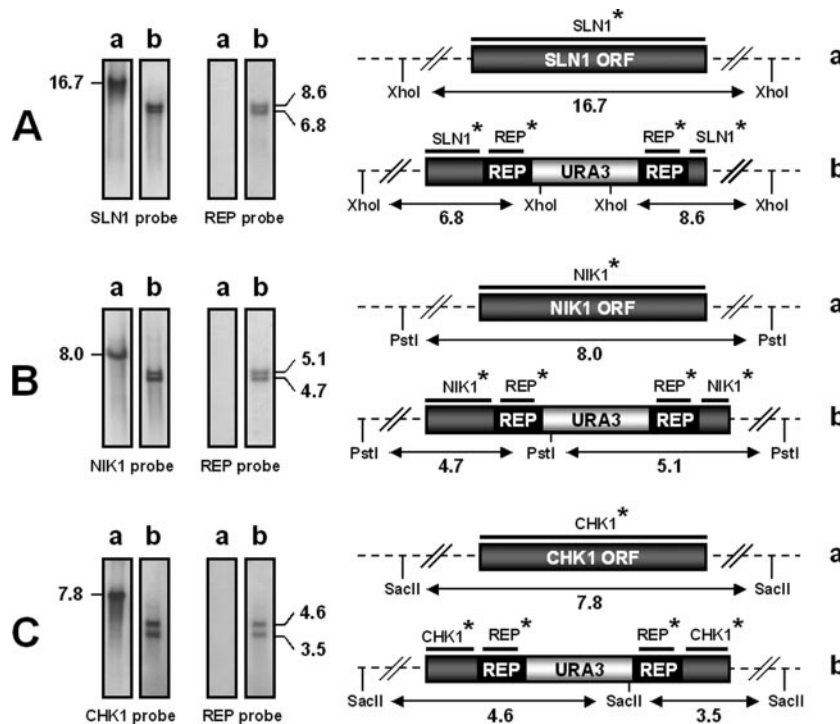 a b a b
16.7
8.6
6.8
SLN1 probe REP probe
A
SLN1*
SLN1 ORF
a
XhoI XhoI
16.7
SLN1* REP* REP* SLN1*
REP URA3 REP
b
XhoI XhoI XhoI XhoI
6.8 8.6
a b a b
8.0
5.1
4.7
NIK1 probe REP probe
B
NIK1*
NIK1 ORF
a
PstI PstI
8.0
NIK1* REP* REP* NIK1*
REP URA3 REP
b
PstI PstI PstI
4.7 5.1
a b a b
7.8
4.6
3.5
CHK1 probe REP probe
C
CHK1*
CHK1 ORF
a
SacII SacII
7.8
CHK1* REP* REP* CHK1*
REP URA3 REP
b
SacII SacII SacII
4.6 3.5